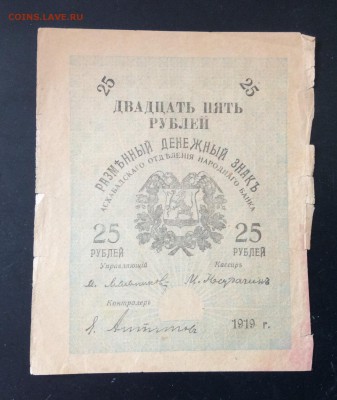 COINS.LAVE.RU
25 25
ДВАДЦАТЬ ПЯТЬ
РУБЛЕЙ
РАЗМѢННЫЙ ДЕНЕЖНЫЙ ЗНАКЪ
АСХАБАДСКАГО ОТДѢЛЕНІЯ НАРОДНАГО БАНКА
25 25
РУБЛЕЙ РУБЛЕЙ
Управляющій Кассиръ
Контролеръ
1919 г.